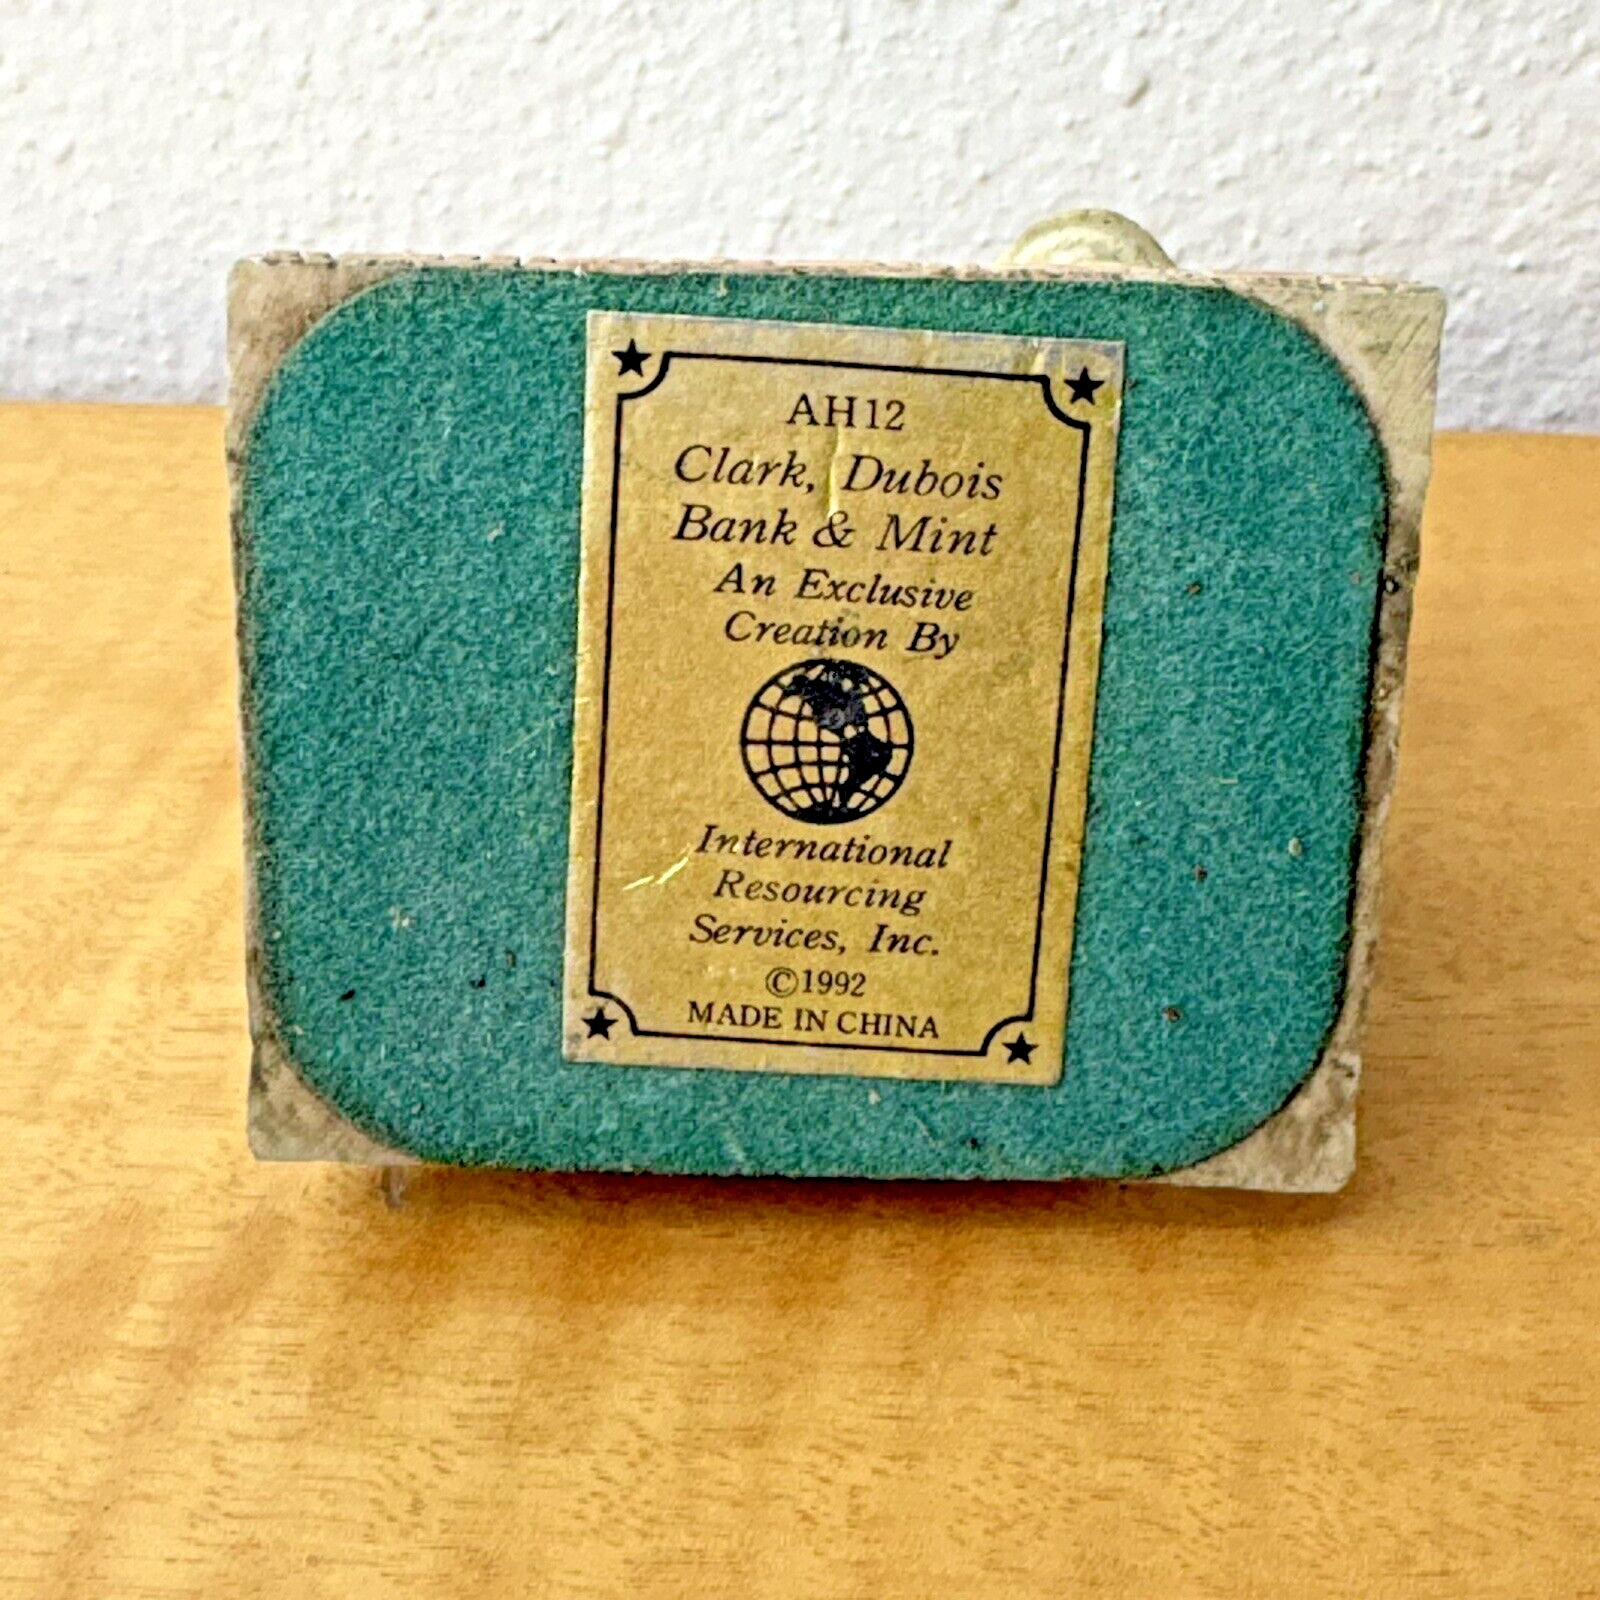 AH12
Clark, Dubois
Bank & Mint
An Exclusive
Creation By
International
Resourcing
Services, Inc.
©1992
MADE IN CHINA